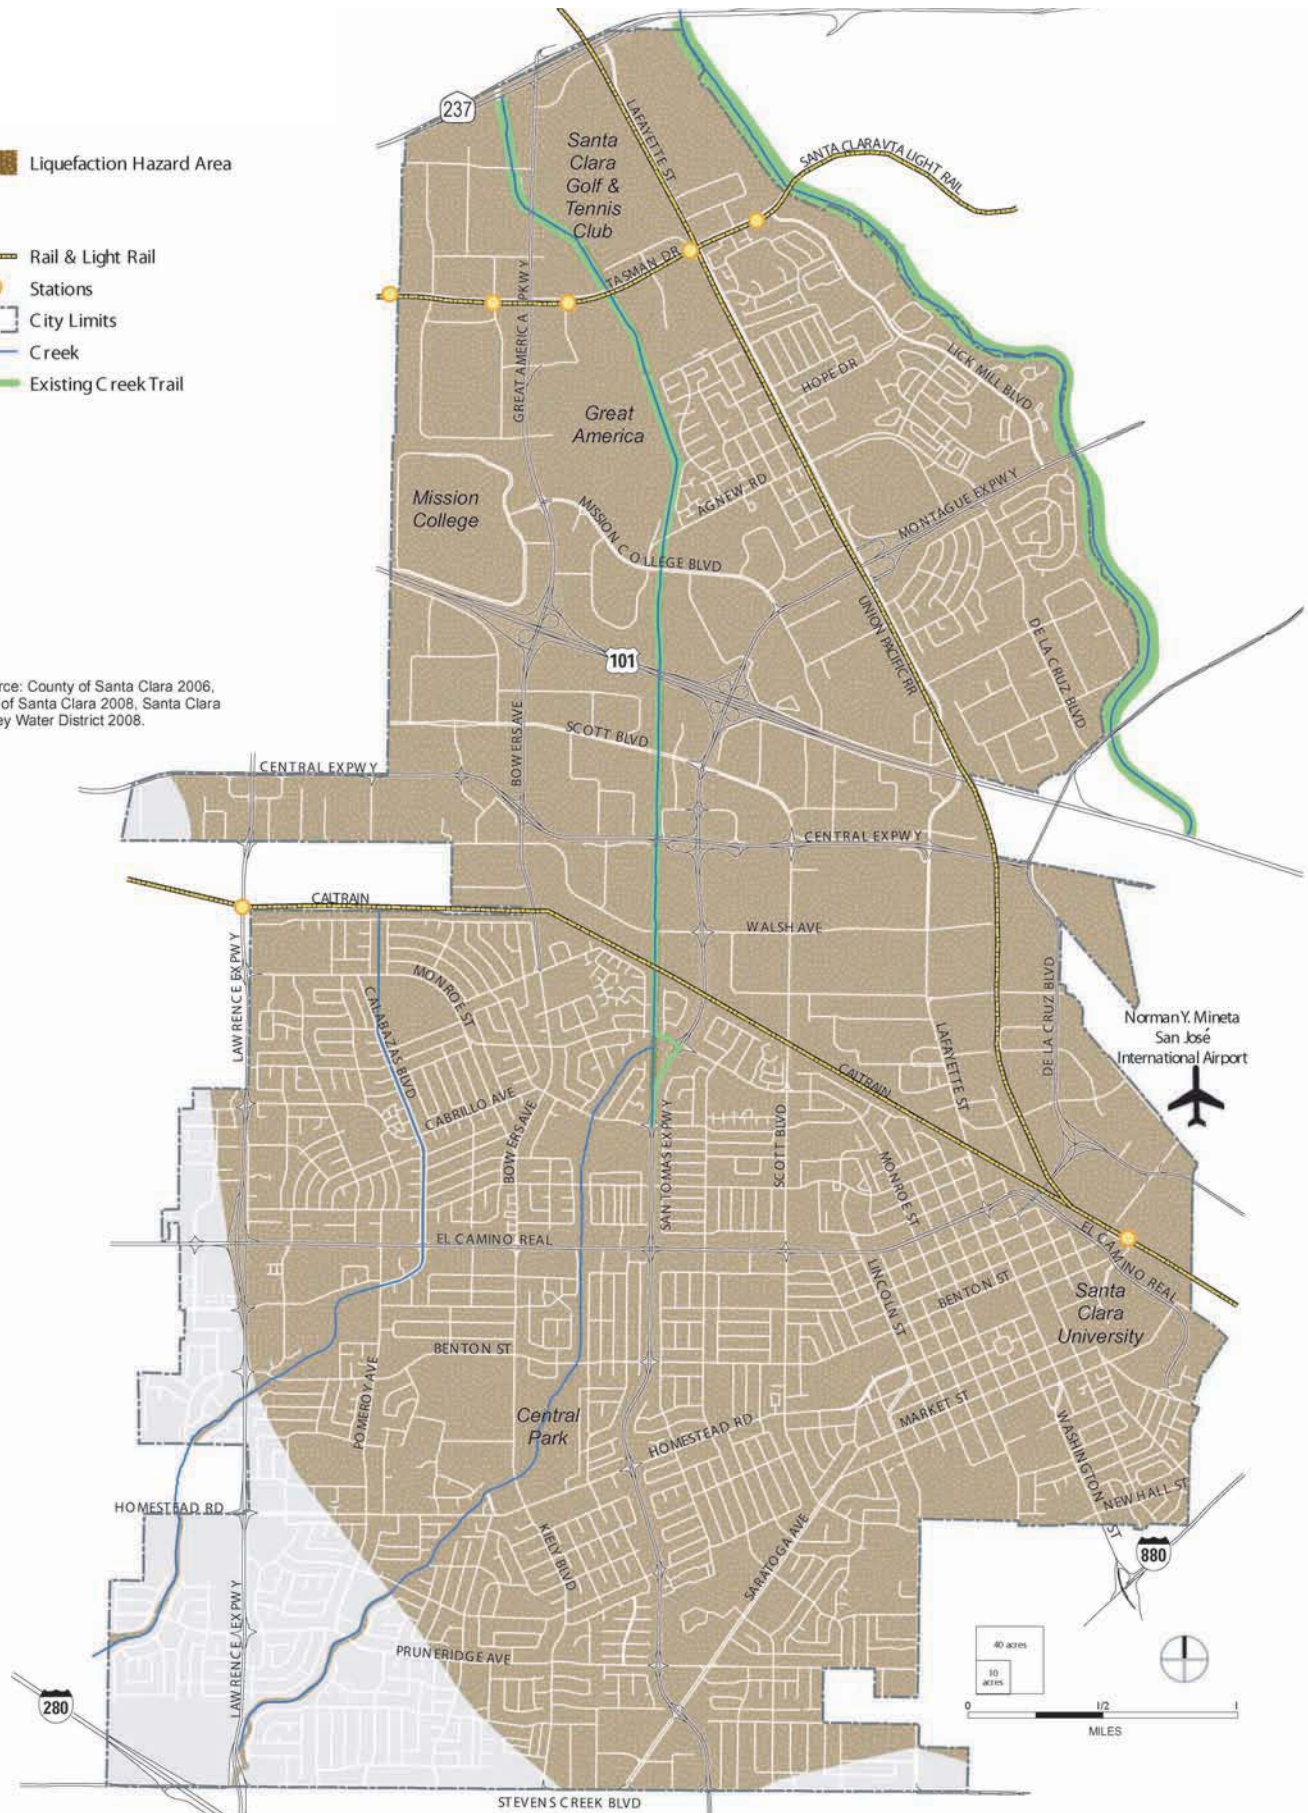 237
Liquefaction Hazard Area
Rail & Light Rail
Stations
City Limits
Creek
Existing Creek Trail
Santa
Clara
Golf &
Tennis
Club
LAFAYETTE ST
SANTA CLARA VTA LIGHT RAIL
TASMAN DR
GREAT AMERICA PKWY
Great
America
HOPE DR
LICK MILL BLVD
Mission
College
AGNEW RD
MONTAGUE EXPWY
MISSION COLLEGE BLVD
UNION PACIFIC RR
DE LA CRUZ BLVD
101
rce: County of Santa Clara 2006,
of Santa Clara 2008, Santa Clara
ey Water District 2008.
BOWERS AVE
SCOTT BLVD
CENTRAL EXPWY
CENTRAL EXPWY
CALTRAIN
WALSH AVE
LAWRENCE EXPWY
MONROE ST
CALABAZAS BLVD
DE LA CRUZ BLVD
Norman Y. Mineta
San José
International Airport
LAFAYETTE ST
CALTRAIN
CABRILLO AVE
BOWERS AVE
SAN TOMAS EXPWY
SCOTT BLVD
MONROE ST
EL CAMINO REAL
EL CAMINO REAL
LINCOLN ST
BENTON ST
Santa
Clara
University
BENTON ST
POMEROY AVE
Central
Park
HOMESTEAD RD
MARKET ST
WASHINGTON ST
NEWHALL ST
HOMESTEAD RD
KIELY BLVD
SARATOGA AVE
880
LAWRENCE EXPWY
PRUNERIDGE AVE
40 acres
10
acres
280
0 1/2 1
MILES
STEVENS CREEK BLVD